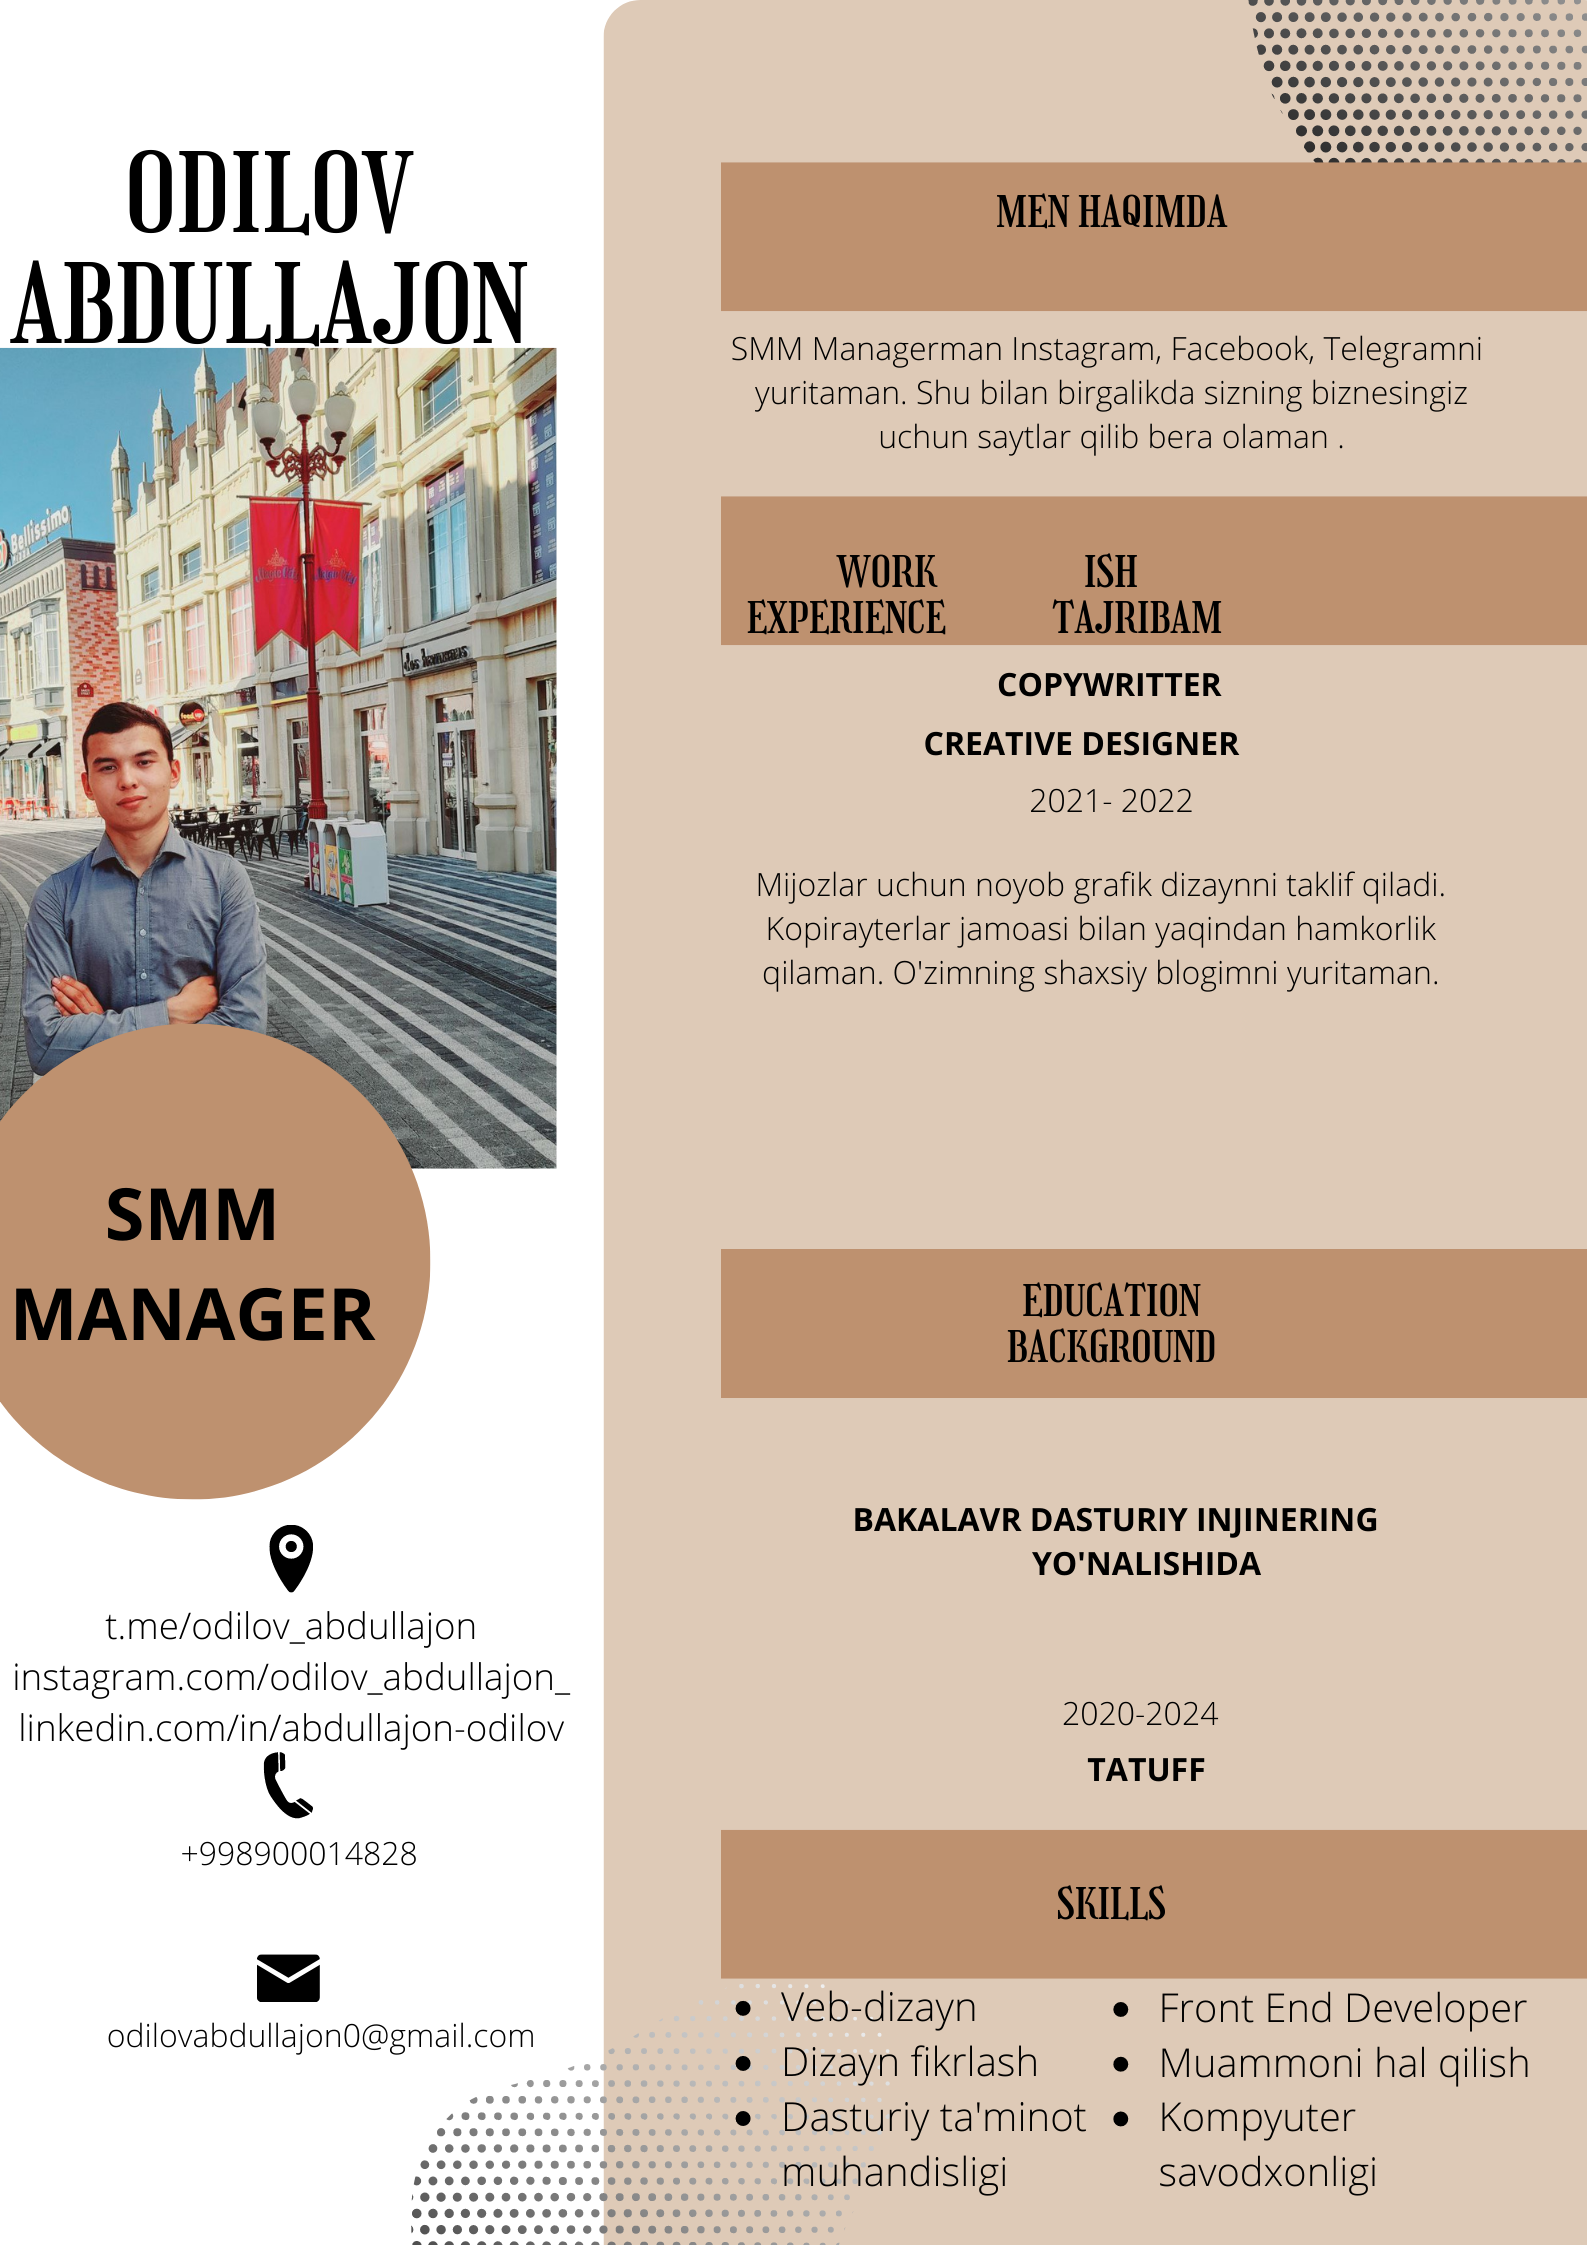 ODILOV
ABDULLAJON
Bellissimo
SMM
MANAGER
t.me/odilov_abdullajon
instagram.com/odilov_abdullajon_
linkedin.com/in/abdullajon-odilov
+998900014828
odilovabdullajon0@gmail.com
MEN HAQIMDA
SMM Managerman Instagram, Facebook, Telegramni
yuritaman. Shu bilan birgalikda sizning biznesingiz
uchun saytlar qilib bera olaman .
WORK
EXPERIENCE
ISH
TAJRIBAM
COPYWRITTER
CREATIVE DESIGNER
2021- 2022
Mijozlar uchun noyob grafik dizaynni taklif qiladi.
Kopirayterlar jamoasi bilan yaqindan hamkorlik
qilaman. O'zimning shaxsiy blogimni yuritaman.
EDUCATION
BACKGROUND
BAKALAVR DASTURIY INJINERING
YO'NALISHIDA
2020-2024
TATUFF
SKILLS
Veb-dizayn
Dizayn fikrlash
Dasturiy ta'minot
muhandisligi
Front End Developer
Muammoni hal qilish
Kompyuter
savodxonligi